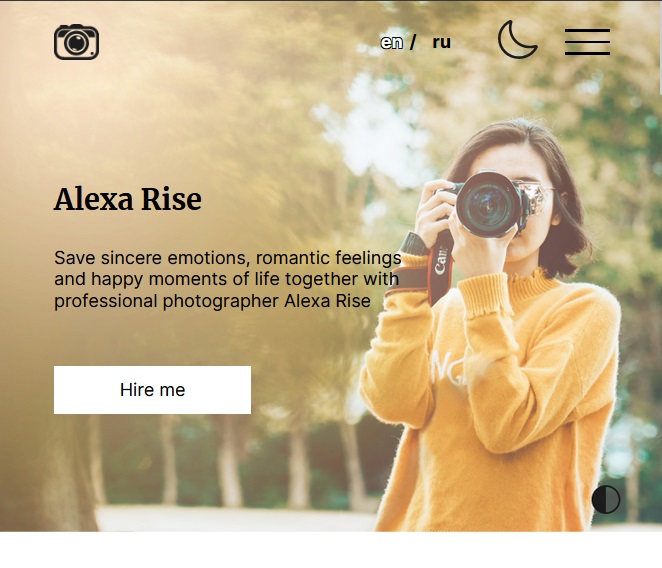 en / ru
Alexa Rise
Save sincere emotions, romantic feelings
and happy moments of life together with
professional photographer Alexa Rise
Hire me